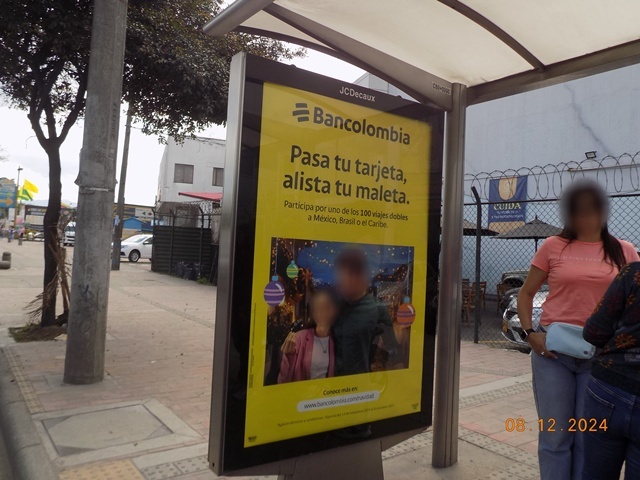 JCDecaux
Bancolombia
Pasa tu tarjeta,
alista tu maleta.
Participa por uno de los 100 viajes dobles
a México, Brasil o el Caribe.
Conoce más en:
www.bancolombia.com/navidad
CUIDA
08.12.2024